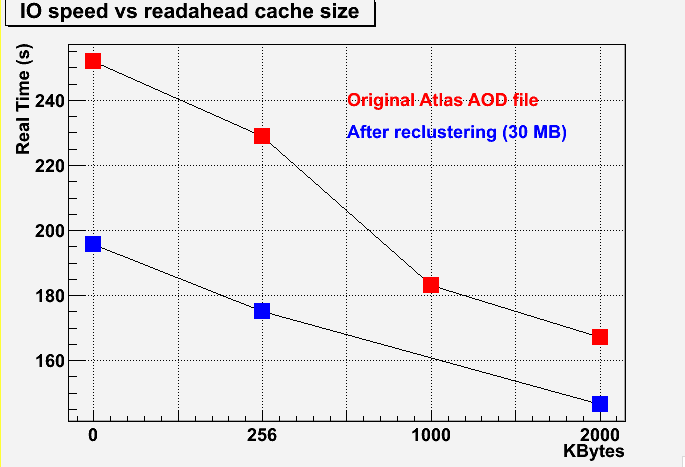 IO speed vs readahead cache size
Real Time (s)
240
220
200
180
160
Original Atlas AOD file
After reclustering (30 MB)
0 256 1000 2000
KBytes